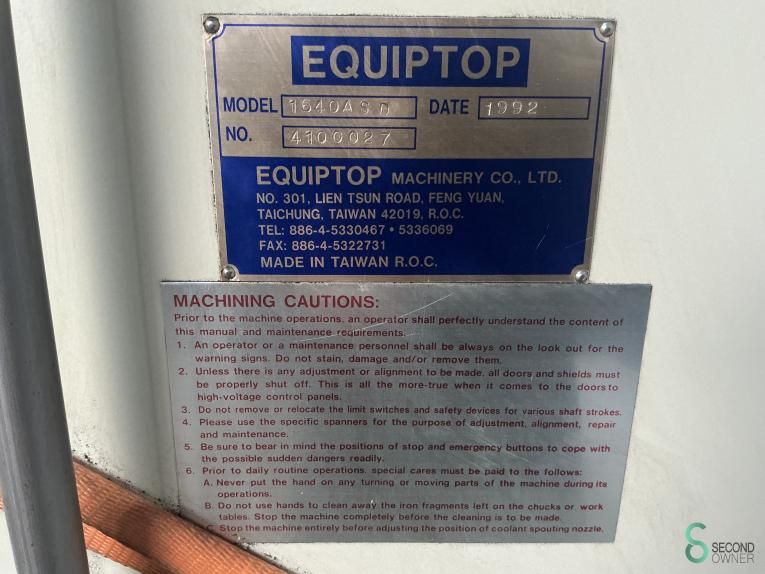 EQUIPTOP
MODEL 1640ASD DATE 1992
NO. 4100027
EQUIPTOP MACHINERY CO., LTD.
NO. 301, LIEN TSUN ROAD, FENG YUAN,
TAICHUNG, TAIWAN 42019, R.O.C.
TEL: 886-4-5330467 • 5336069
FAX: 886-4-5322731
MADE IN TAIWAN R.O.C.
MACHINING CAUTIONS:
Prior to the machine operations, an operator shall perfectly understand the content of
this manual and maintenance requirements.
1. An operator or a maintenance personnel shall be always on the look out for the
warning signs. Do not stain, damage and/or remove them.
2. Unless there is any adjustment or alignment to be made, all doors and shields must
be properly shut off. This is all the more-true when it comes to the doors to
high-voltage control panels.
3. Do not remove or relocate the limit switches and safety devices for various shaft strokes.
4. Please use the specific spanners for the purpose of adjustment, alignment, repair
and maintenance.
5. Be sure to bear in mind the positions of stop and emergency buttons to cope with
the possible sudden dangers readily.
6. Prior to daily routine operations, special cares must be paid to the follows:
A. Never put the hand on any turning or moving parts of the machine during its
operations.
B. Do not use hands to clean away the iron fragments left on the chucks or work
tables. Stop the machine completely before the cleaning is to be made.
C. Stop the machine entirely before adjusting the position of coolant spouting nozzle.
SECOND
OWNER